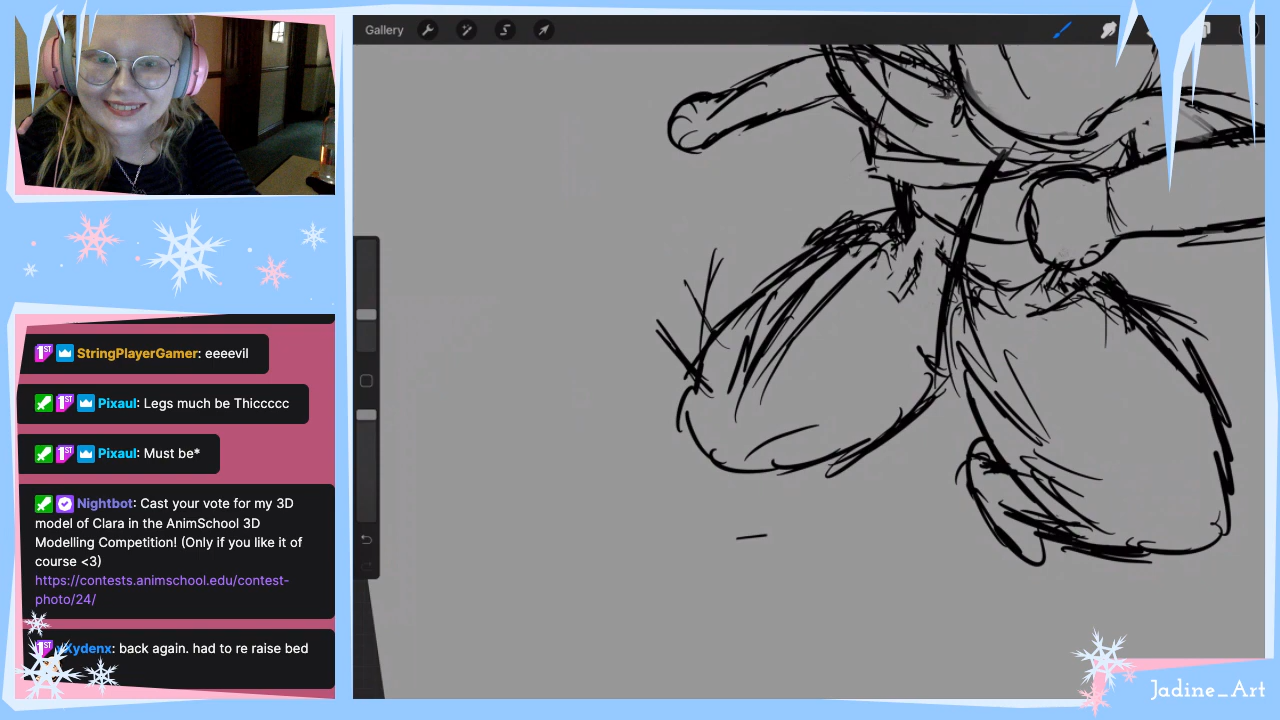 Gallery
StringPlayerGamer: eeeevil
Pixaul: Legs much be Thiccccc
Pixaul: Must be*
Nightbot: Cast your vote for my 3D
model of Clara in the AnimSchool 3D
Modelling Competition! (Only if you like it of
course <3)
https://contests.animschool.edu/contest-
photo/24/
back again. had to re raise bed
Jadine_Art